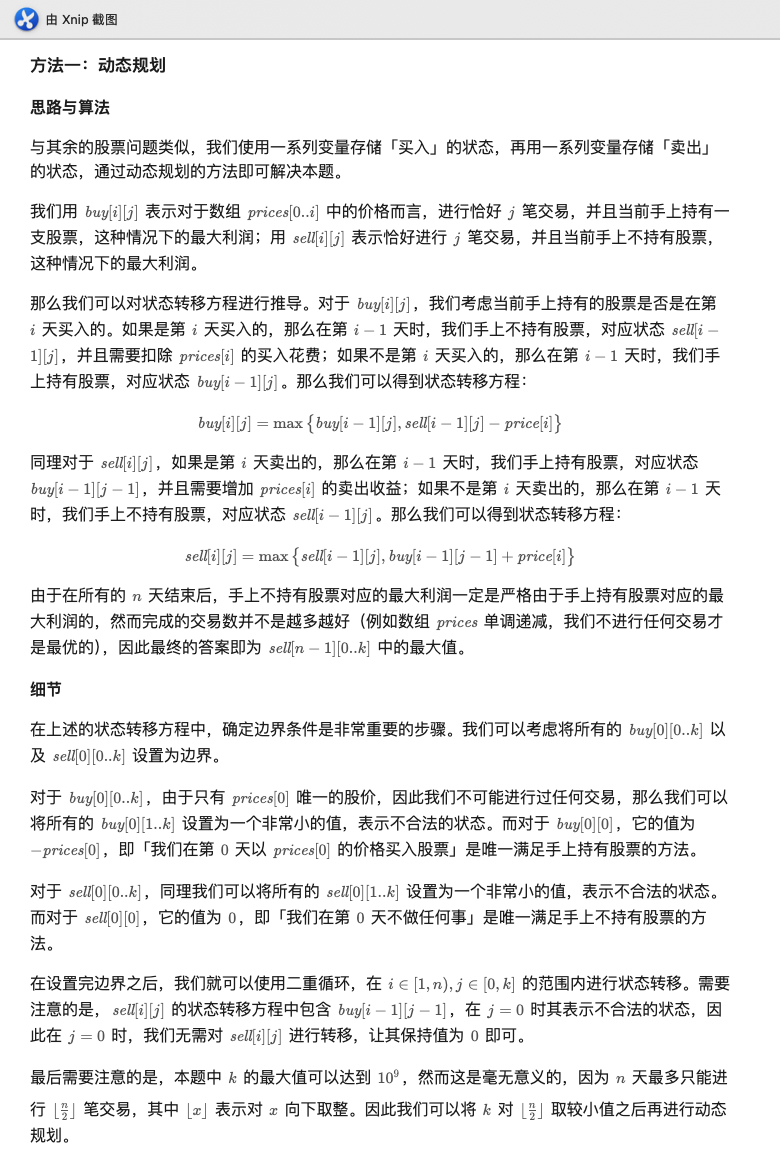 由 Xnip 截图
方法一：动态规划
思路与算法
与其余的股票问题类似，我们使用一系列变量存储「买入」的状态，再用一系列变量存储「卖出」
的状态，通过动态规划的方法即可解决本题。
我们用 buy[i][j] 表示对于数组 prices[0..i] 中的价格而言，进行恰好 j 笔交易，并且当前手上持有一
支股票，这种情况下的最大利润；用 sell[i][j] 表示恰好进行 j 笔交易，并且当前手上不持有股票，
这种情况下的最大利润。
那么我们可以对状态转移方程进行推导。对于 buy[i][j]，我们考虑当前手上持有的股票是否是在第
i 天买入的。如果是第 i 天买入的，那么在第 i − 1 天时，我们手上不持有股票，对应状态 sell[i −
1][j]，并且需要扣除 prices[i] 的买入花费；如果不是第 i 天买入的，那么在第 i − 1 天时，我们手
上持有股票，对应状态 buy[i − 1][j]。那么我们可以得到状态转移方程：
buy[i][j] = max {buy[i − 1][j], sell[i − 1][j] − price[i]}
同理对于 sell[i][j]，如果是第 i 天卖出的，那么在第 i − 1 天时，我们手上持有股票，对应状态
buy[i − 1][j − 1]，并且需要增加 prices[i] 的卖出收益；如果不是第 i 天卖出的，那么在第 i − 1 天
时，我们手上不持有股票，对应状态 sell[i − 1][j]。那么我们可以得到状态转移方程：
sell[i][j] = max {sell[i − 1][j], buy[i − 1][j − 1] + price[i]}
由于在所有的 n 天结束后，手上不持有股票对应的最大利润一定是严格由于手上持有股票对应的最
大利润的，然而完成的交易数并不是越多越好（例如数组 prices 单调递减，我们不进行任何交易才
是最优的），因此最终的答案即为 sell[n − 1][0..k] 中的最大值。
细节
在上述的状态转移方程中，确定边界条件是非常重要的步骤。我们可以考虑将所有的 buy[0][0..k] 以
及 sell[0][0..k] 设置为边界。
对于 buy[0][0..k]，由于只有 prices[0] 唯一的股价，因此我们不可能进行过任何交易，那么我们可以
将所有的 buy[0][1..k] 设置为一个非常小的值，表示不合法的状态。而对于 buy[0][0]，它的值为
−prices[0]，即「我们在第 0 天以 prices[0] 的价格买入股票」是唯一满足手上持有股票的方法。
对于 sell[0][0..k]，同理我们可以将所有的 sell[0][1..k] 设置为一个非常小的值，表示不合法的状态。
而对于 sell[0][0]，它的值为 0，即「我们在第 0 天不做任何事」是唯一满足手上不持有股票的方
法。
在设置完边界之后，我们就可以使用二重循环，在 i ∈ [1, n), j ∈ [0, k] 的范围内进行状态转移。需要
注意的是，sell[i][j] 的状态转移方程中包含 buy[i − 1][j − 1]，在 j = 0 时其表示不合法的状态，因
此在 j = 0 时，我们无需对 sell[i][j] 进行转移，让其保持值为 0 即可。
最后需要注意的是，本题中 k 的最大值可以达到 10⁹，然而这是毫无意义的，因为 n 天最多只能进
行 ⌊n/2⌋ 笔交易，其中 ⌊x⌋ 表示对 x 向下取整。因此我们可以将 k 对 ⌊n/2⌋ 取较小值之后再进行动态
规划。